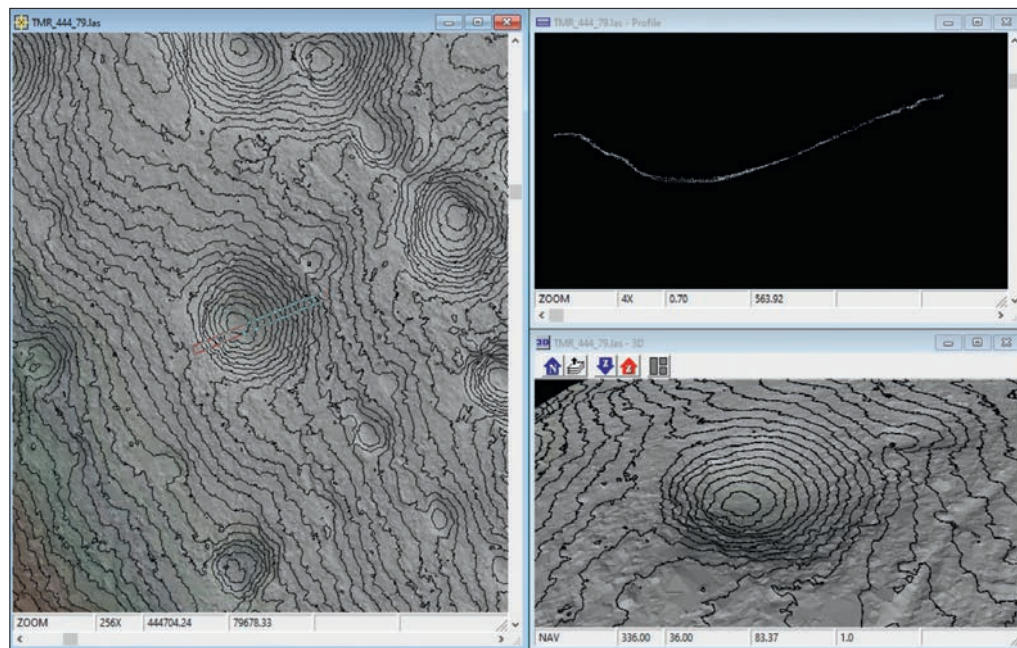 TMR_444_79.las
ZOOM 256X 444704.24 79678.33
TMR_444_79.las - Profile
ZOOM 4X 0.70 563.92
3D TMR_444_79.las - 3D
N Z Z
NAV 336.00 36.00 83.37 1.0